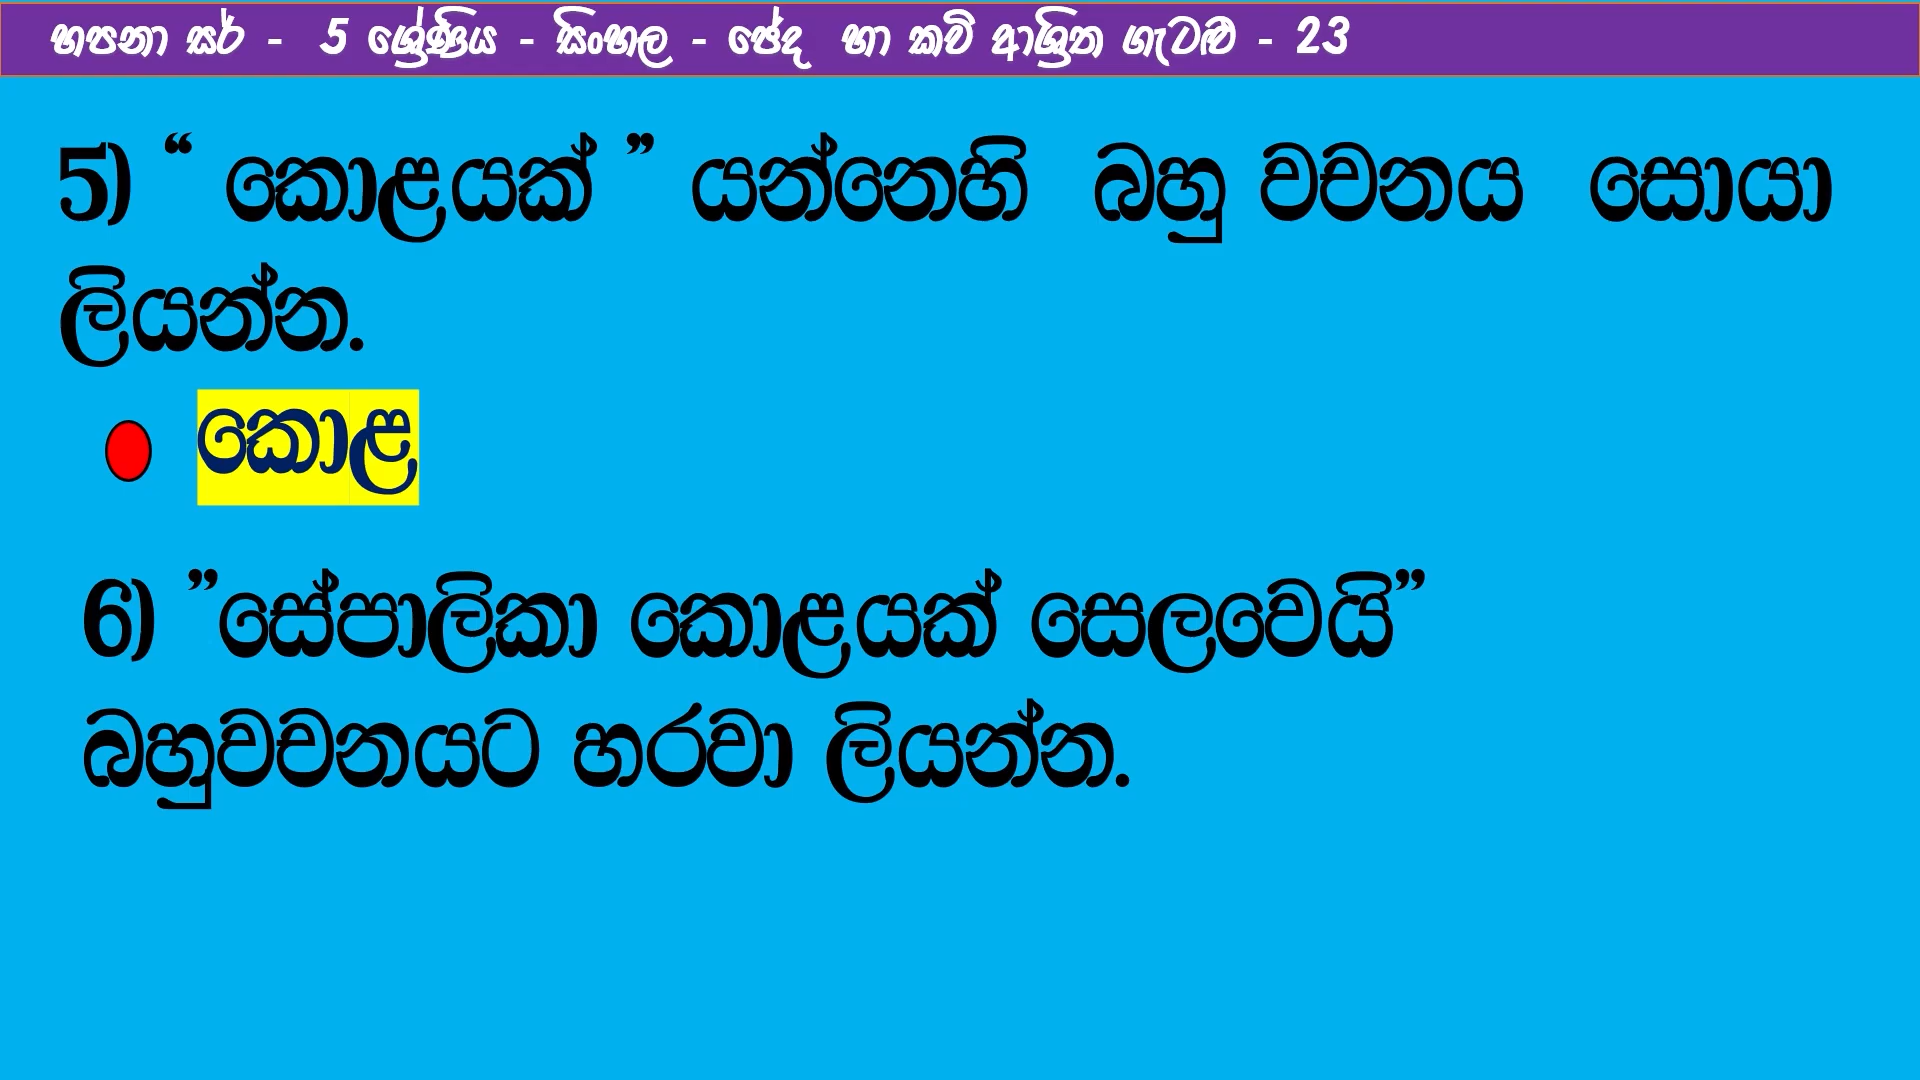 හපනා සර් - 5 ශ්‍රේණිය - සිංහල - ඡේද හා කවි ආශ්‍රිත ගැටළු - 23
5) “ කොළයක් ” යන්නෙහි බහු වචනය සොයා
ලියන්න.
කොළ
6) ”සේපාලිකා කොළයක් සෙලවෙයි”
බහුවචනයට හරවා ලියන්න.